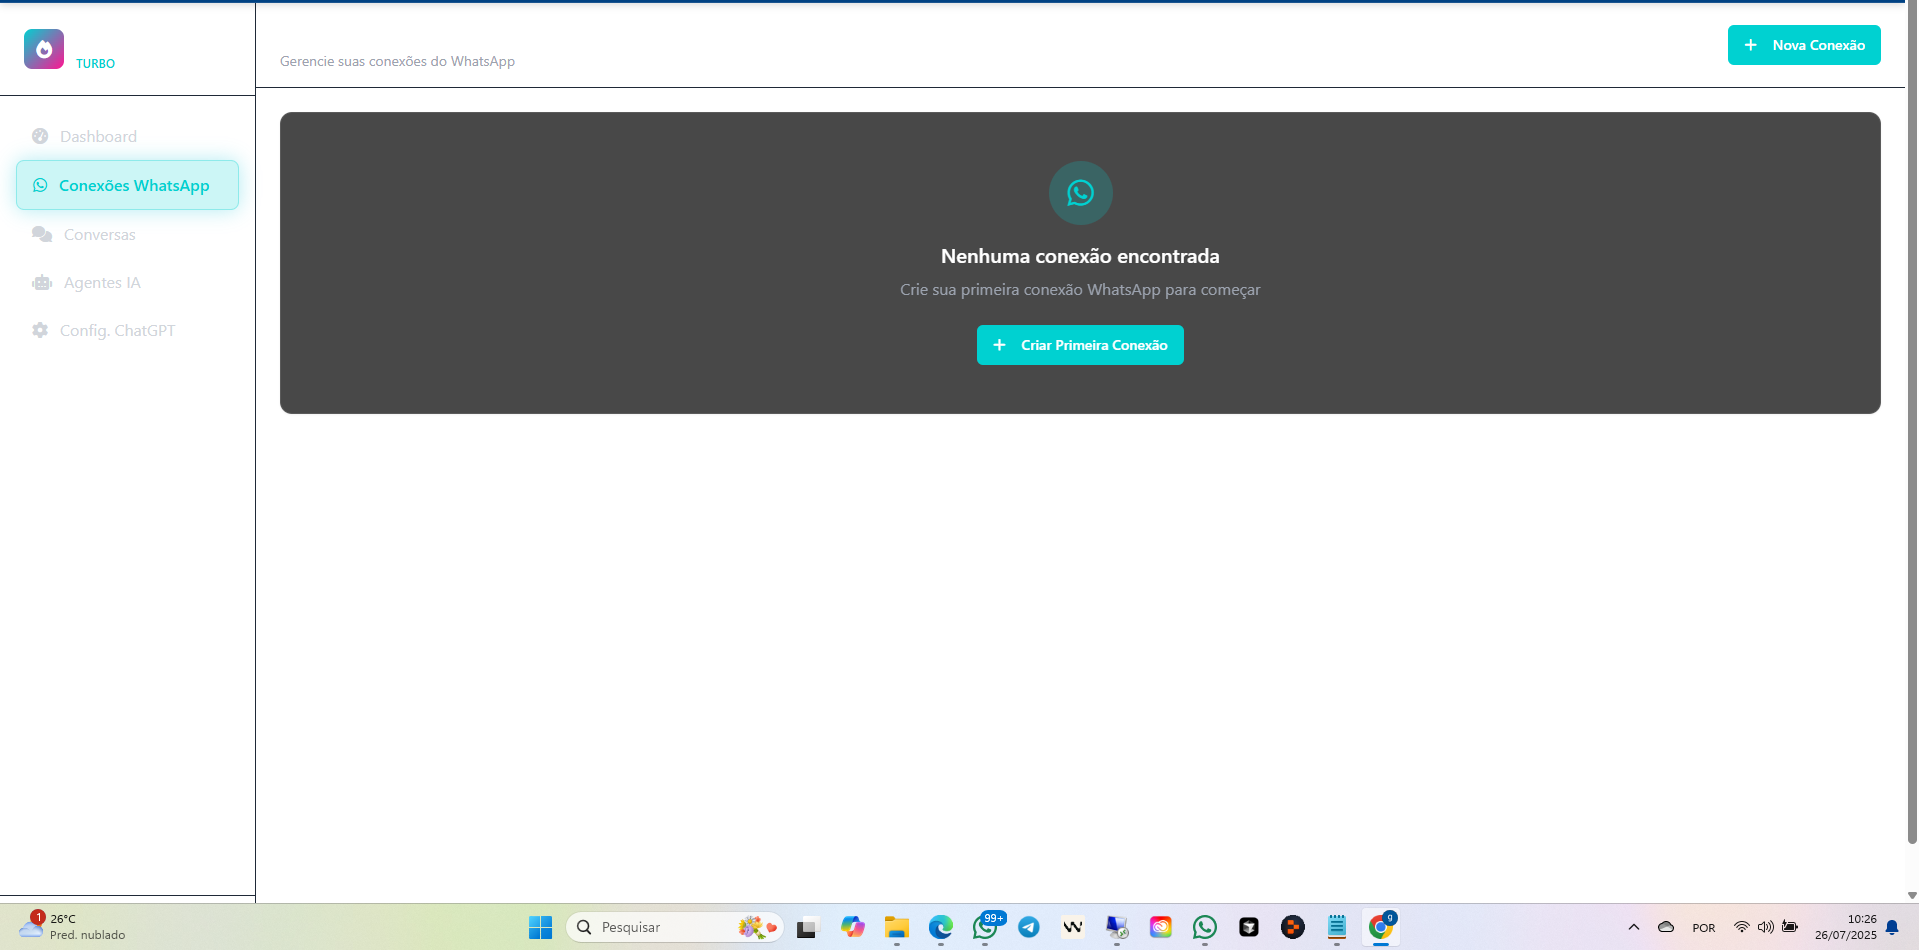 TURBO
Gerencie suas conexões do WhatsApp
Nova Conexão
Dashboard
Conexões WhatsApp
Conversas
Agentes IA
Config. ChatGPT
Nenhuma conexão encontrada
Crie sua primeira conexão WhatsApp para começar
Criar Primeira Conexão
1
26°C
Pred. nublado
Pesquisar
99+
9
POR
10:26
26/07/2025